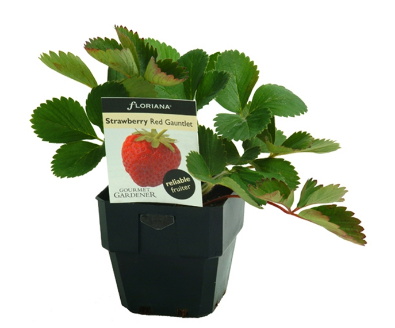 FLORIANA
Strawberry Red Gauntlet
reliable
fruiter
GOURMET
GARDENER